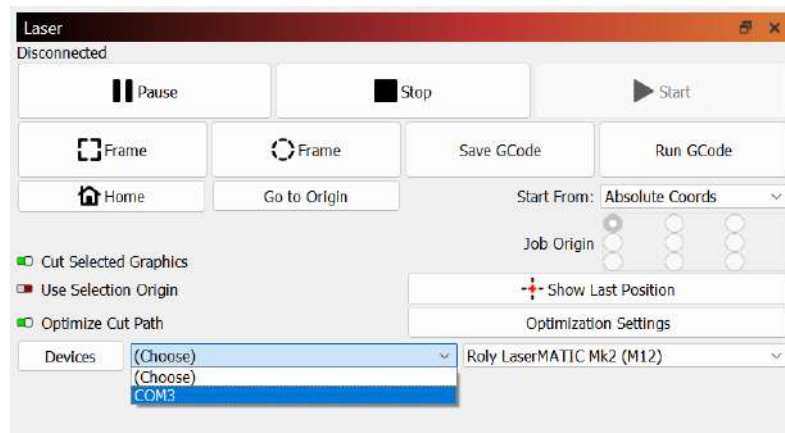 Laser
Disconnected
Pause
Stop
Start
Frame
Frame
Save GCode
Run GCode
Home
Go to Origin
Start From: Absolute Coords
Job Origin
Cut Selected Graphics
Use Selection Origin
Show Last Position
Optimize Cut Path
Optimization Settings
Devices
(Choose)
Roly LaserMATIC Mk2 (M12)
(Choose)
COM3